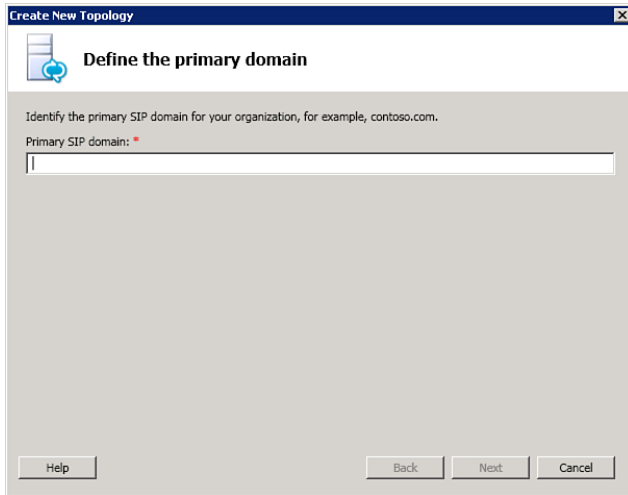 Create New Topology
Define the primary domain
Identify the primary SIP domain for your organization, for example, contoso.com.
Primary SIP domain: *
Help
Back
Next
Cancel